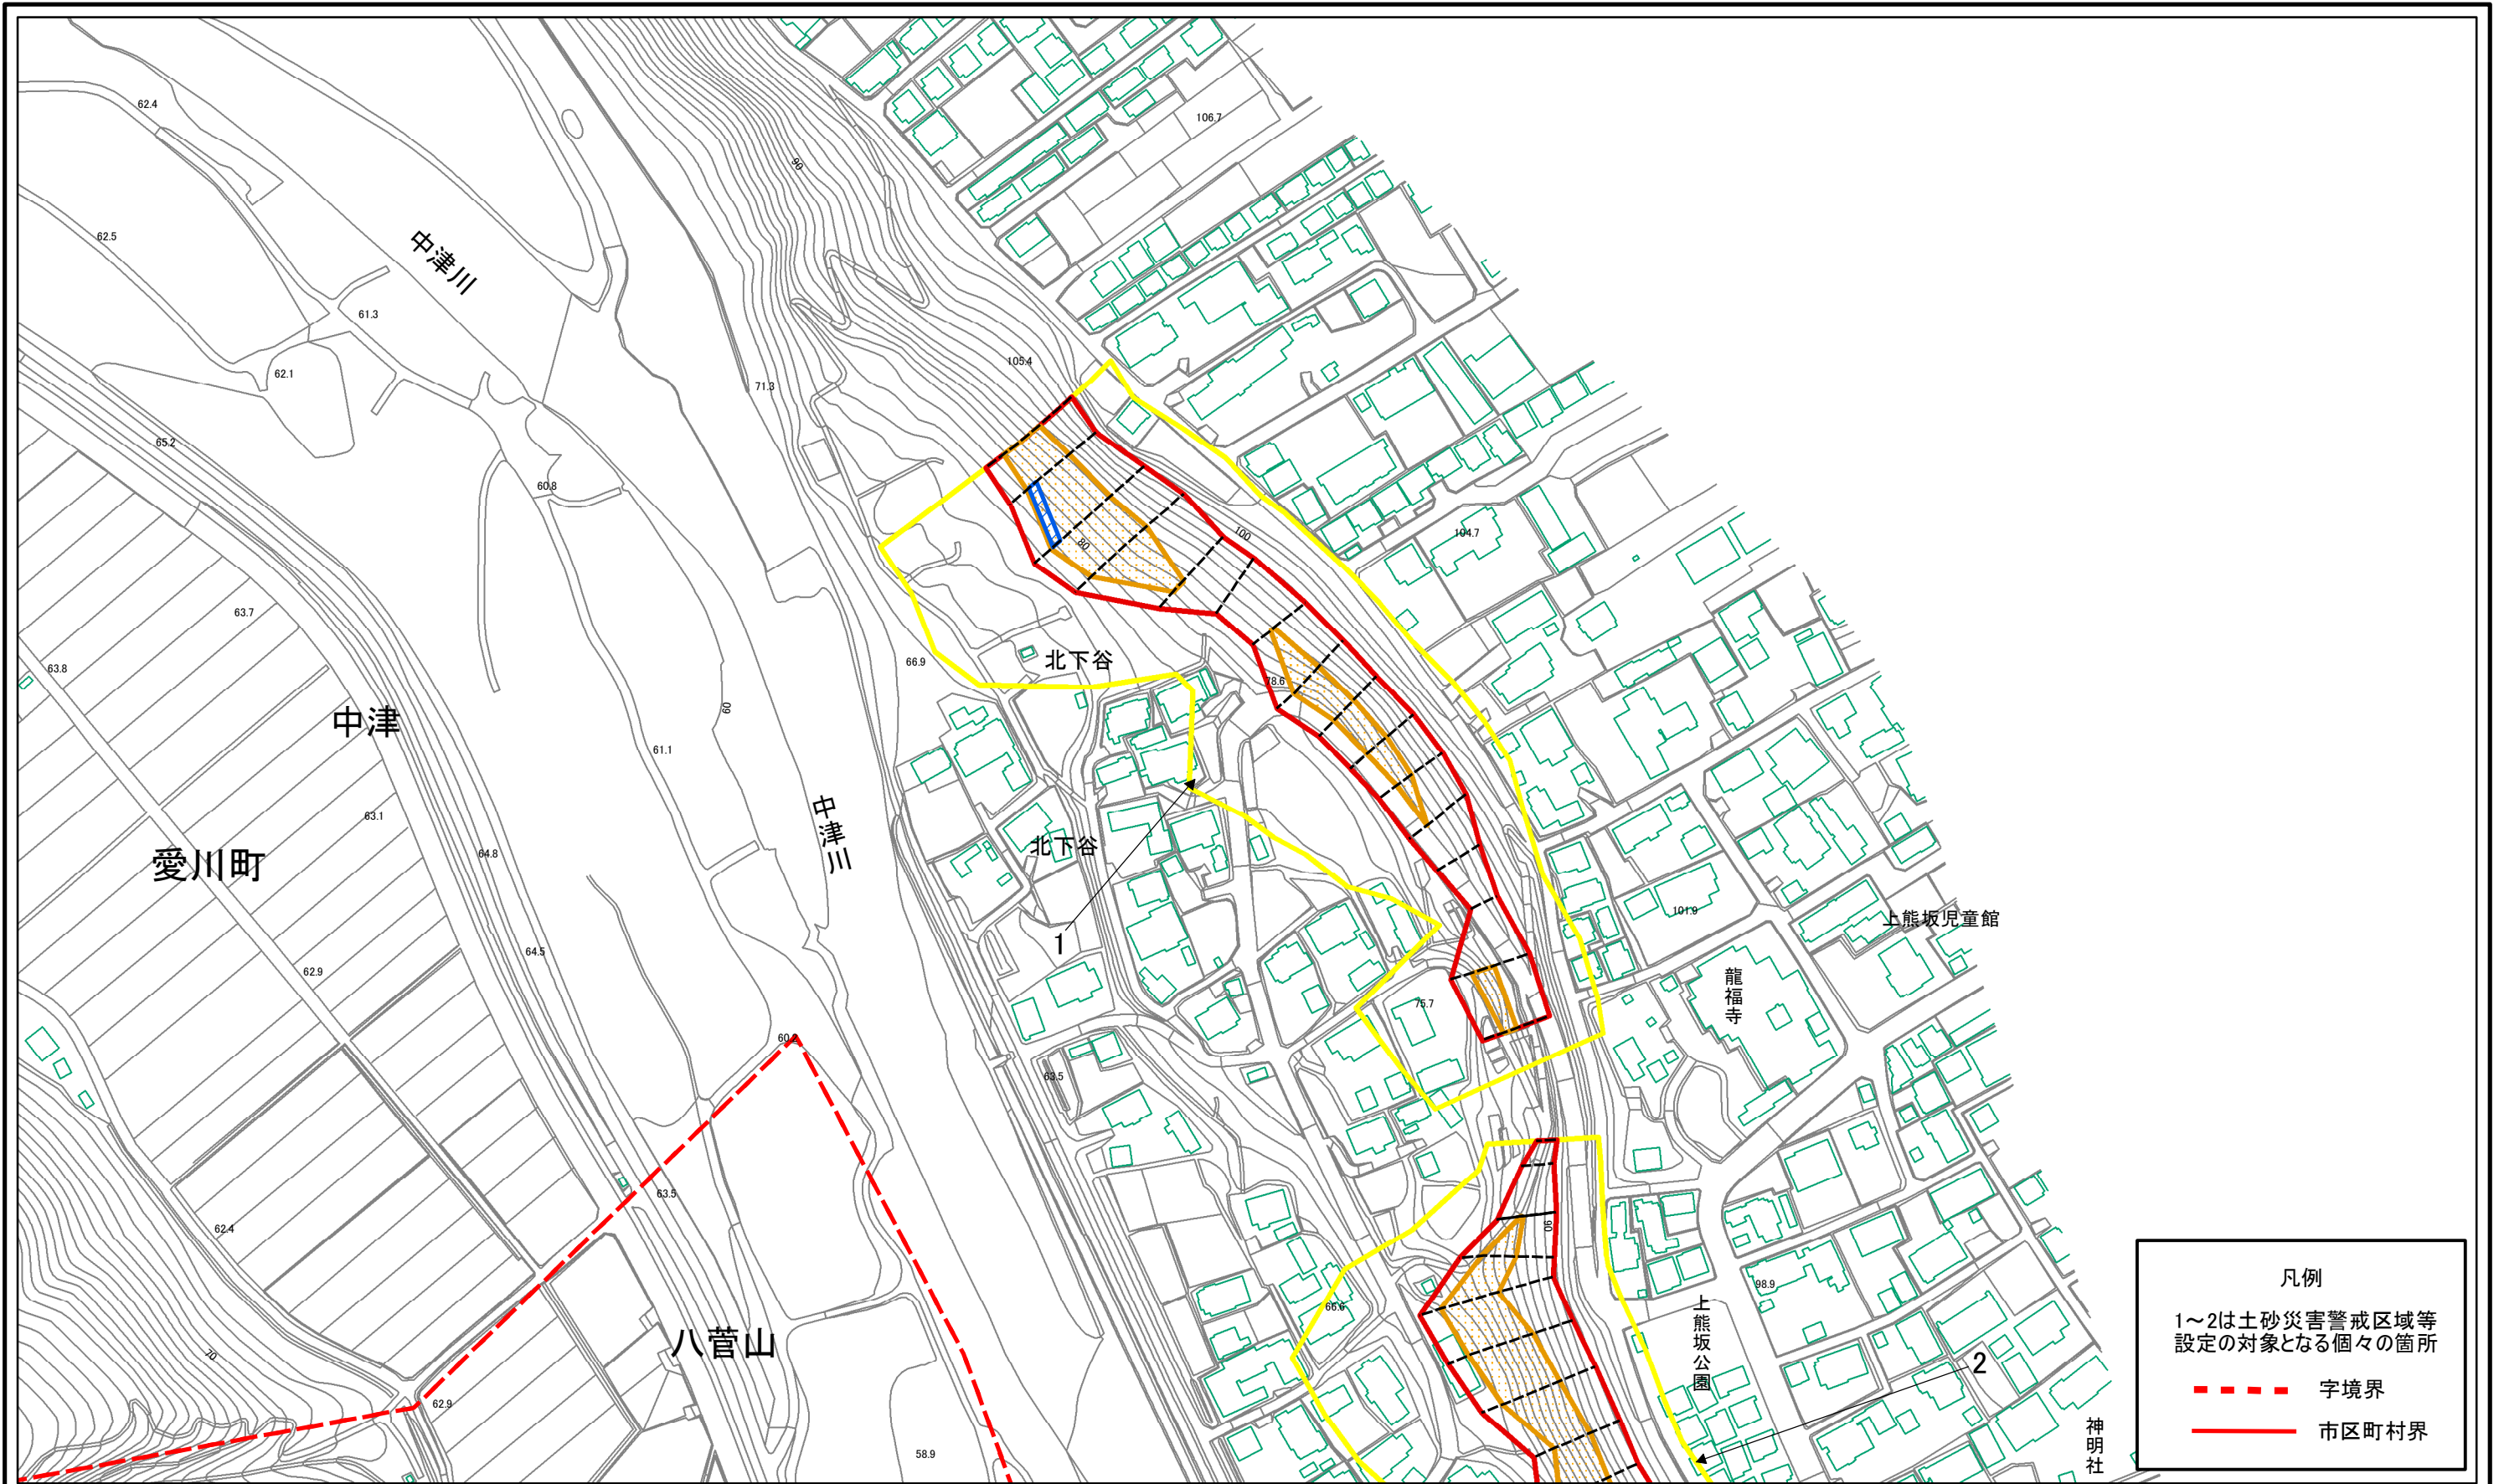 106.7
62.4
90
62.5
中津川
61.3
105.4
62.1
71.3
65.2
60.8
100
104.7
80
63.7
北下谷
66.9
63.8
78.6
60
中津
61.1
中津川
63.1
北下谷
64.8
愛川町
101.9
上熊坂児童館
1
64.5
62.9
龍福寺
75.7
60.2
63.5
63.5
90
62.4
98.9
66.6
上熊坂公園
八菅山
70
2
62.9
58.9
神明社
凡例
1～2は土砂災害警戒区域等
設定の対象となる個々の箇所
字境界
市区町村界